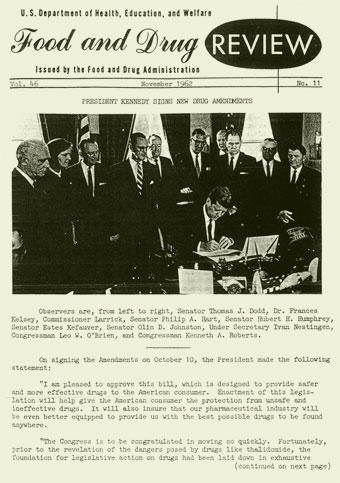 U.S. Department of Health, Education, and Welfare
Food and Drug REVIEW
Issued by the Food and Drug Administration
Vol. 46 November 1962 No. 11
PRESIDENT KENNEDY SIGNS NEW DRUG AMENDMENTS
Observers are, from left to right, Senator Thomas J. Dodd, Dr. Frances
Kelsey, Commissioner Larrick, Senator Philip A. Hart, Senator Hubert H. Humphrey,
Senator Estes Kefauver, Senator Olin D. Johnston, Under Secretary Ivan Nestingen,
Congressman Leo W. O'Brien, and Congressman Kenneth A. Roberts.
On signing the Amendments on October 10, the President made the following
statement:
"I am pleased to approve this bill, which is designed to provide safer
and more effective drugs to the American consumer. Enactment of this legis-
lation will help give the American consumer the protection from unsafe and
ineffective drugs. It will also insure that our pharmaceutical industry will
be even better equipped to provide us with the best possible drugs to be found
anywhere.
"The Congress is to be congratulated in moving so quickly. Fortunately,
prior to the revelation of the dangers posed by drugs like thalidomide, the
foundation for legislative action on drugs had been laid down in exhaustive
(continued on next page)